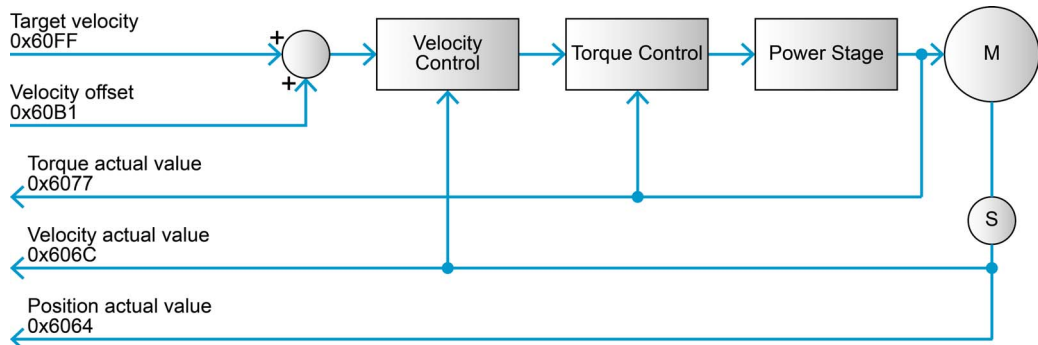 Target velocity
0x60FF
+
+
Velocity
Control
Torque Control
Power Stage
M
Velocity offset
0x60B1
Torque actual value
0x6077
S
Velocity actual value
0x606C
Position actual value
0x6064